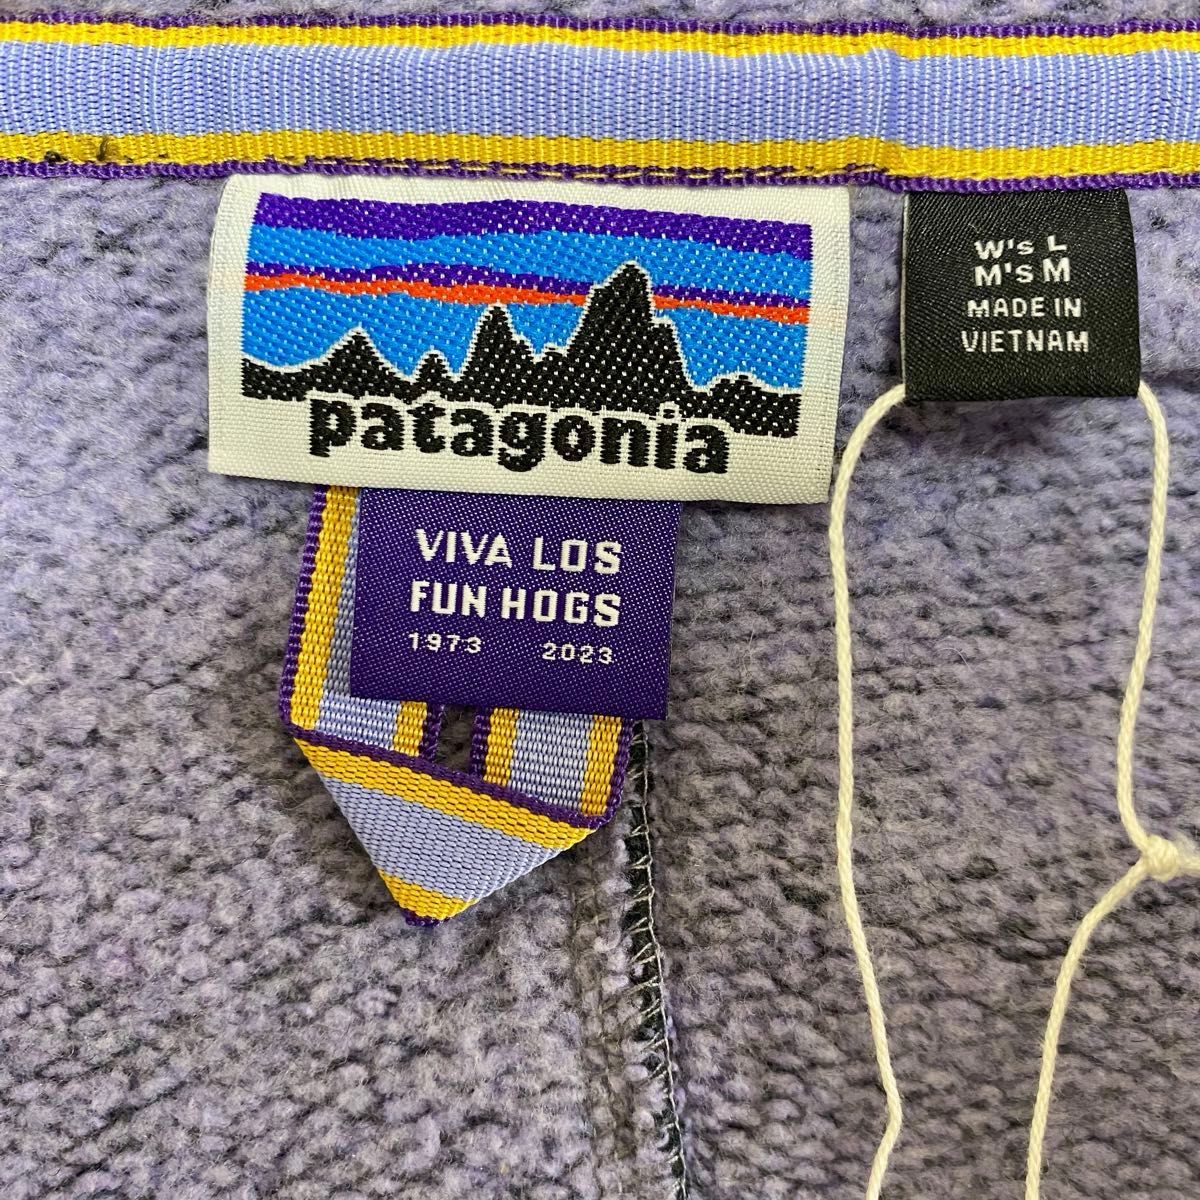 patagonia
W's L
M's M
MADE IN
VIETNAM
VIVA LOS
FUN HOGS
1973 2023